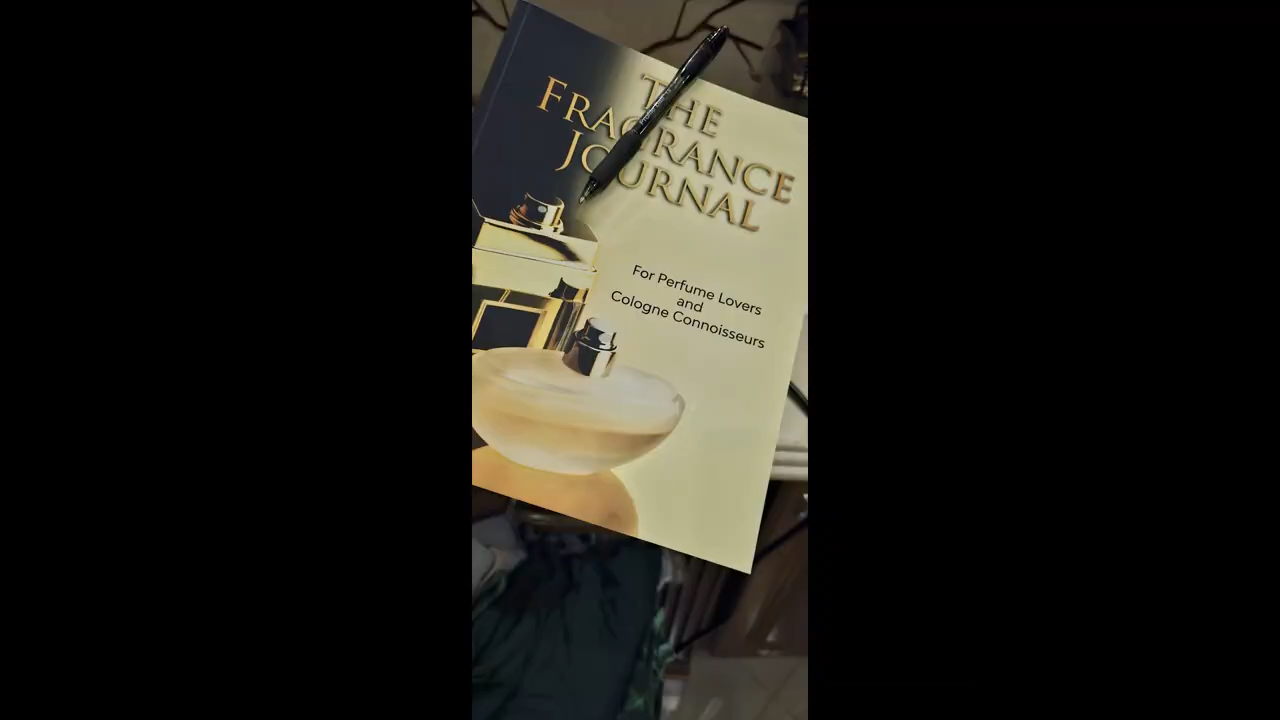 THE
FRAGRANCE
JOURNAL
For Perfume Lovers
and
Cologne Connoisseurs